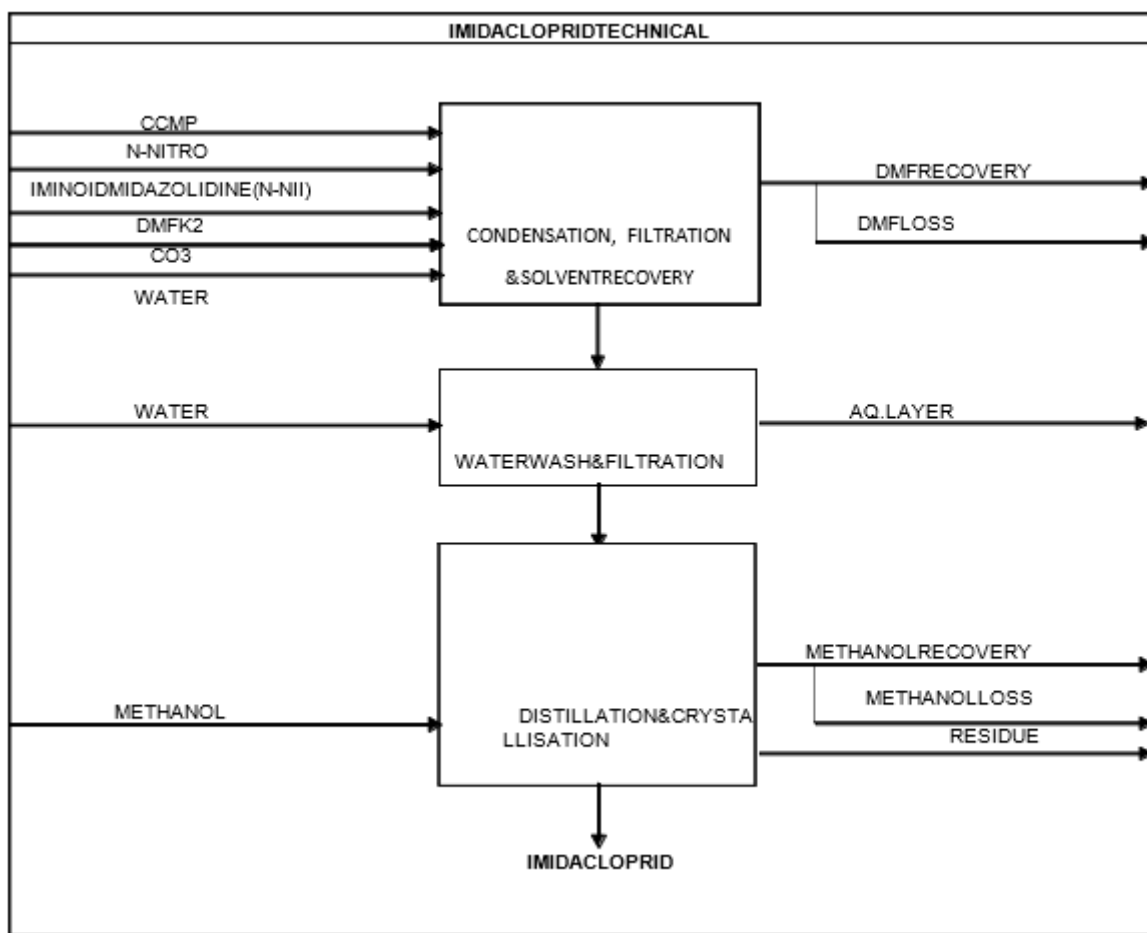 IMIDACLOPRIDTECHNICAL
CCMP
N-NITRO
IMINOIDMIDAZOLIDINE(N-NII)
DMFK2
CO3
WATER
CONDENSATION, FILTRATION
&SOLVENTRECOVERY
DMFRECOVERY
DMFLOSS
WATER
WATERWASH&FILTRATION
AQ.LAYER
METHANOL
DISTILLATION&CRYSTA
LLISATION
METHANOLRECOVERY
METHANOLLOSS
RESIDUE
IMIDACLOPRID